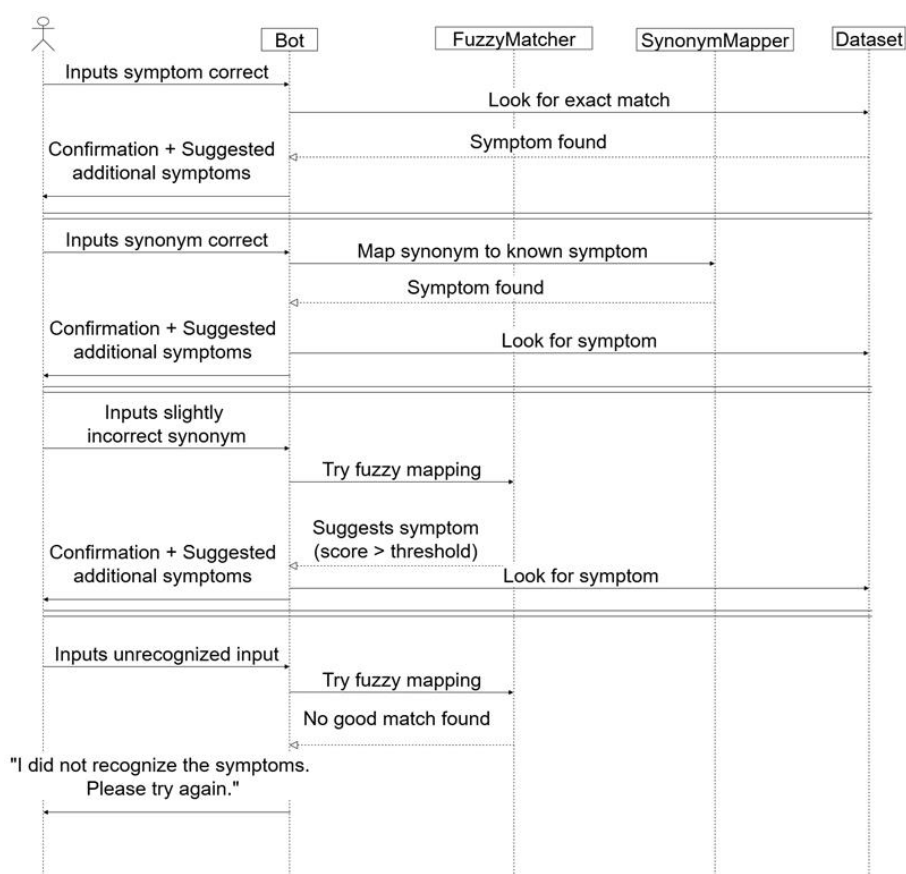 Bot
FuzzyMatcher
SynonymMapper
Dataset
Inputs symptom correct
Look for exact match
Symptom found
Confirmation + Suggested
additional symptoms
Inputs synonym correct
Map synonym to known symptom
Symptom found
Confirmation + Suggested
additional symptoms
Look for symptom
Inputs slightly
incorrect synonym
Try fuzzy mapping
Suggests symptom
(score > threshold)
Confirmation + Suggested
additional symptoms
Look for symptom
Inputs unrecognized input
Try fuzzy mapping
No good match found
"I did not recognize the symptoms.
Please try again."